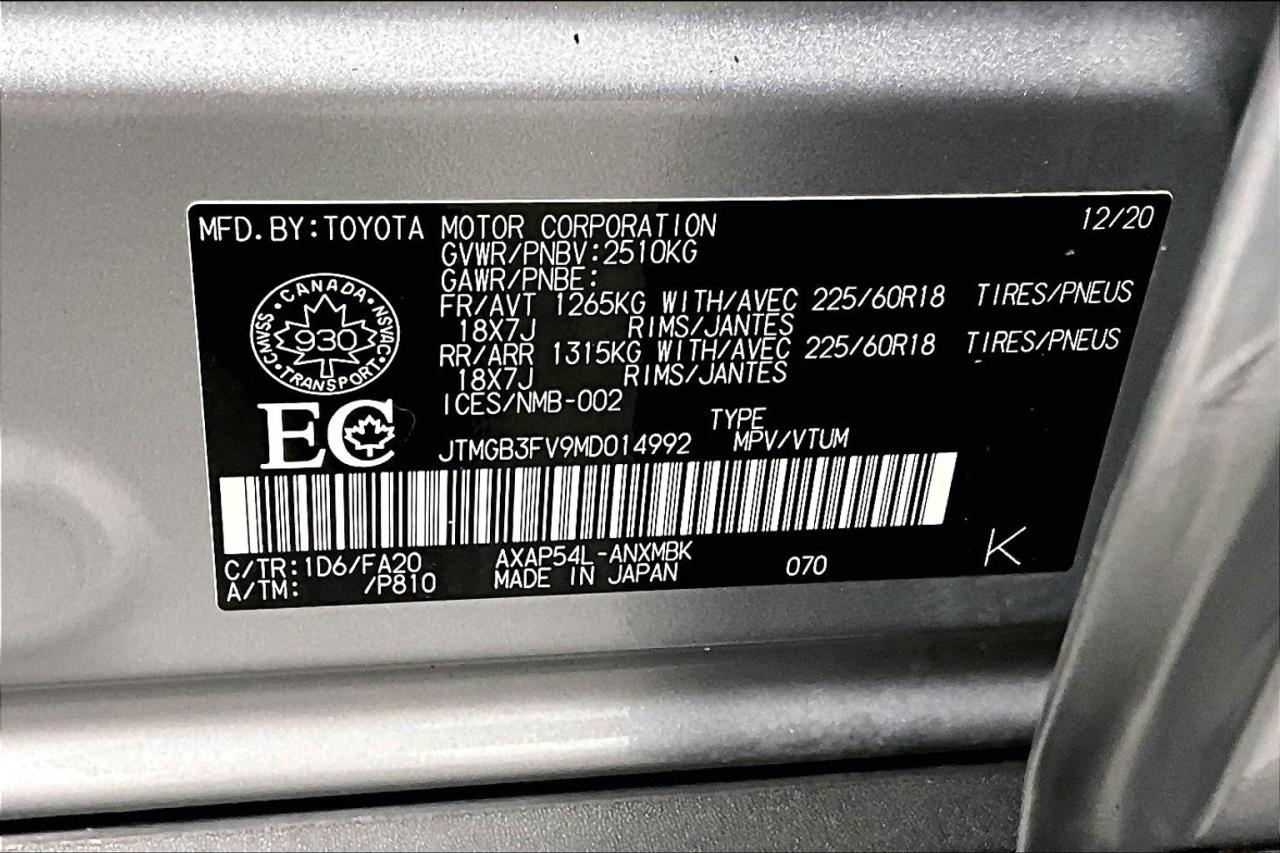 MFD. BY: TOYOTA MOTOR CORPORATION 12/20
GVWR/PNBV: 2510KG
GAWR/PNBE:
FR/AVT 1265KG WITH/AVEC 225/60R18 TIRES/PNEUS
18X7J RIMS/JANTES
RR/ARR 1315KG WITH/AVEC 225/60R18 TIRES/PNEUS
18X7J RIMS/JANTES
ICES/NMB-002
CANADA · NSVAC · TRANSPORT · CMVSS ·
930
EC
TYPE
JTMGB3FV9MD014992 MPV/VTUM
C/TR: 1D6/FA20 AXAP54L-ANXMBK
A/TM: /P810 MADE IN JAPAN 070
K